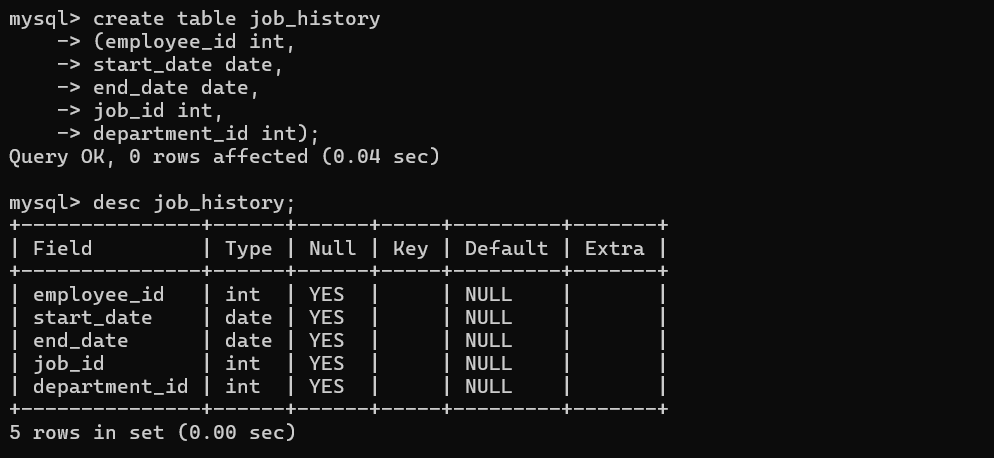 mysql> create table job_history
    -> (employee_id int,
    -> start_date date,
    -> end_date date,
    -> job_id int,
    -> department_id int);
Query OK, 0 rows affected (0.04 sec)

mysql> desc job_history;
+---------------+------+------+-----+---------+-------+
| Field         | Type | Null | Key | Default | Extra |
+---------------+------+------+-----+---------+-------+
| employee_id   | int  | YES  |     | NULL    |       |
| start_date    | date | YES  |     | NULL    |       |
| end_date      | date | YES  |     | NULL    |       |
| job_id        | int  | YES  |     | NULL    |       |
| department_id | int  | YES  |     | NULL    |       |
+---------------+------+------+-----+---------+-------+
5 rows in set (0.00 sec)